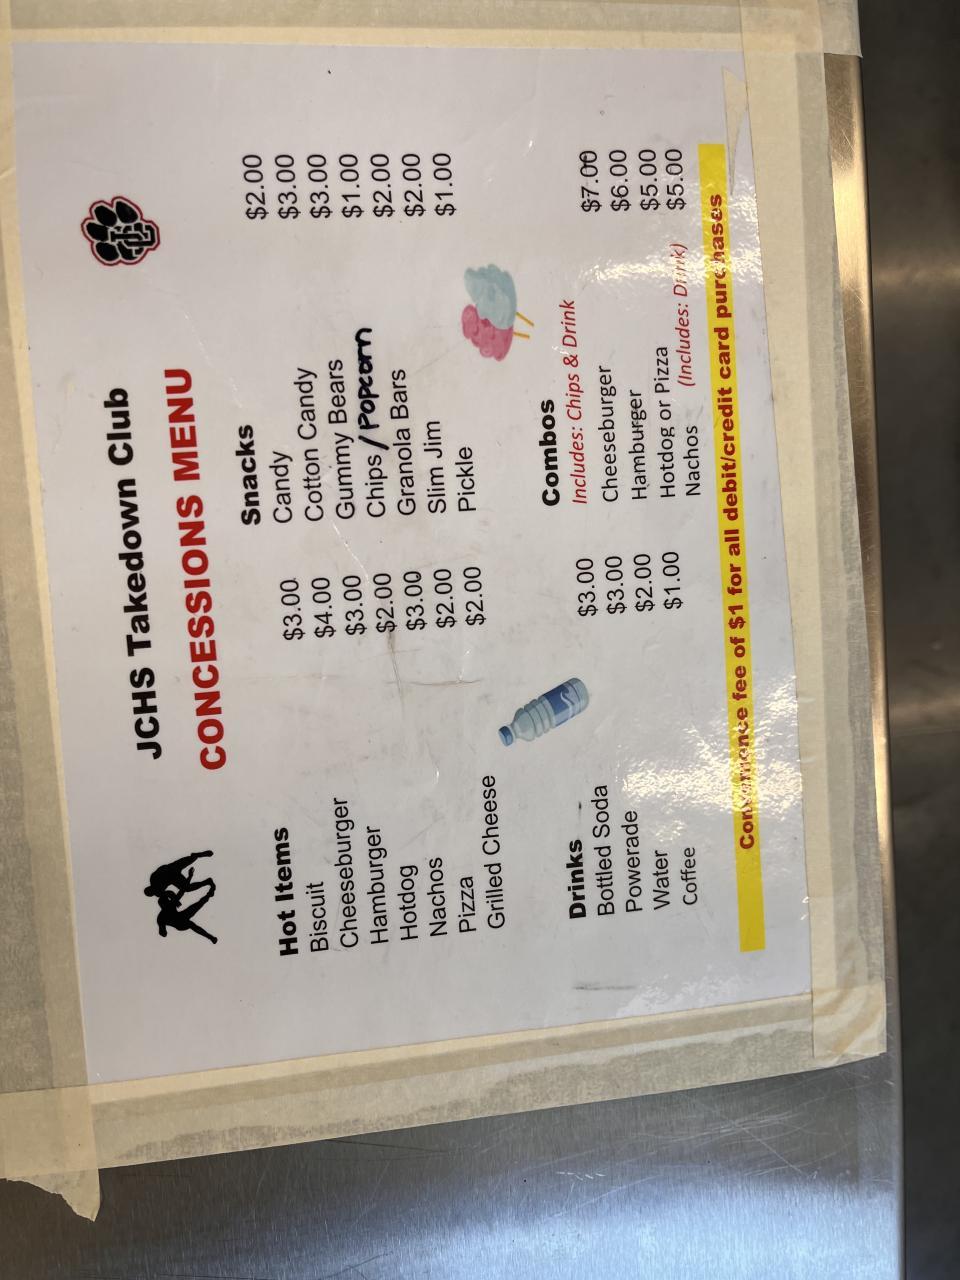 JCHS Takedown Club
CONCESSIONS MENU
Hot Items
Biscuit $3.00
Cheeseburger $4.00
Hamburger $3.00
Hotdog $2.00
Nachos $3.00
Pizza $2.00
Grilled Cheese $2.00
Snacks
Candy $2.00
Cotton Candy $3.00
Gummy Bears $3.00
Chips / Popcorn $1.00
Granola Bars $2.00
Slim Jim $2.00
Pickle $1.00
Drinks
Bottled Soda $3.00
Powerade $3.00
Water $2.00
Coffee $1.00
Combos
Includes: Chips & Drink
Cheeseburger $7.00
Hamburger $6.00
Hotdog or Pizza $5.00
Nachos (Includes: Drink) $5.00
Convenience fee of $1 for all debit/credit card purchases